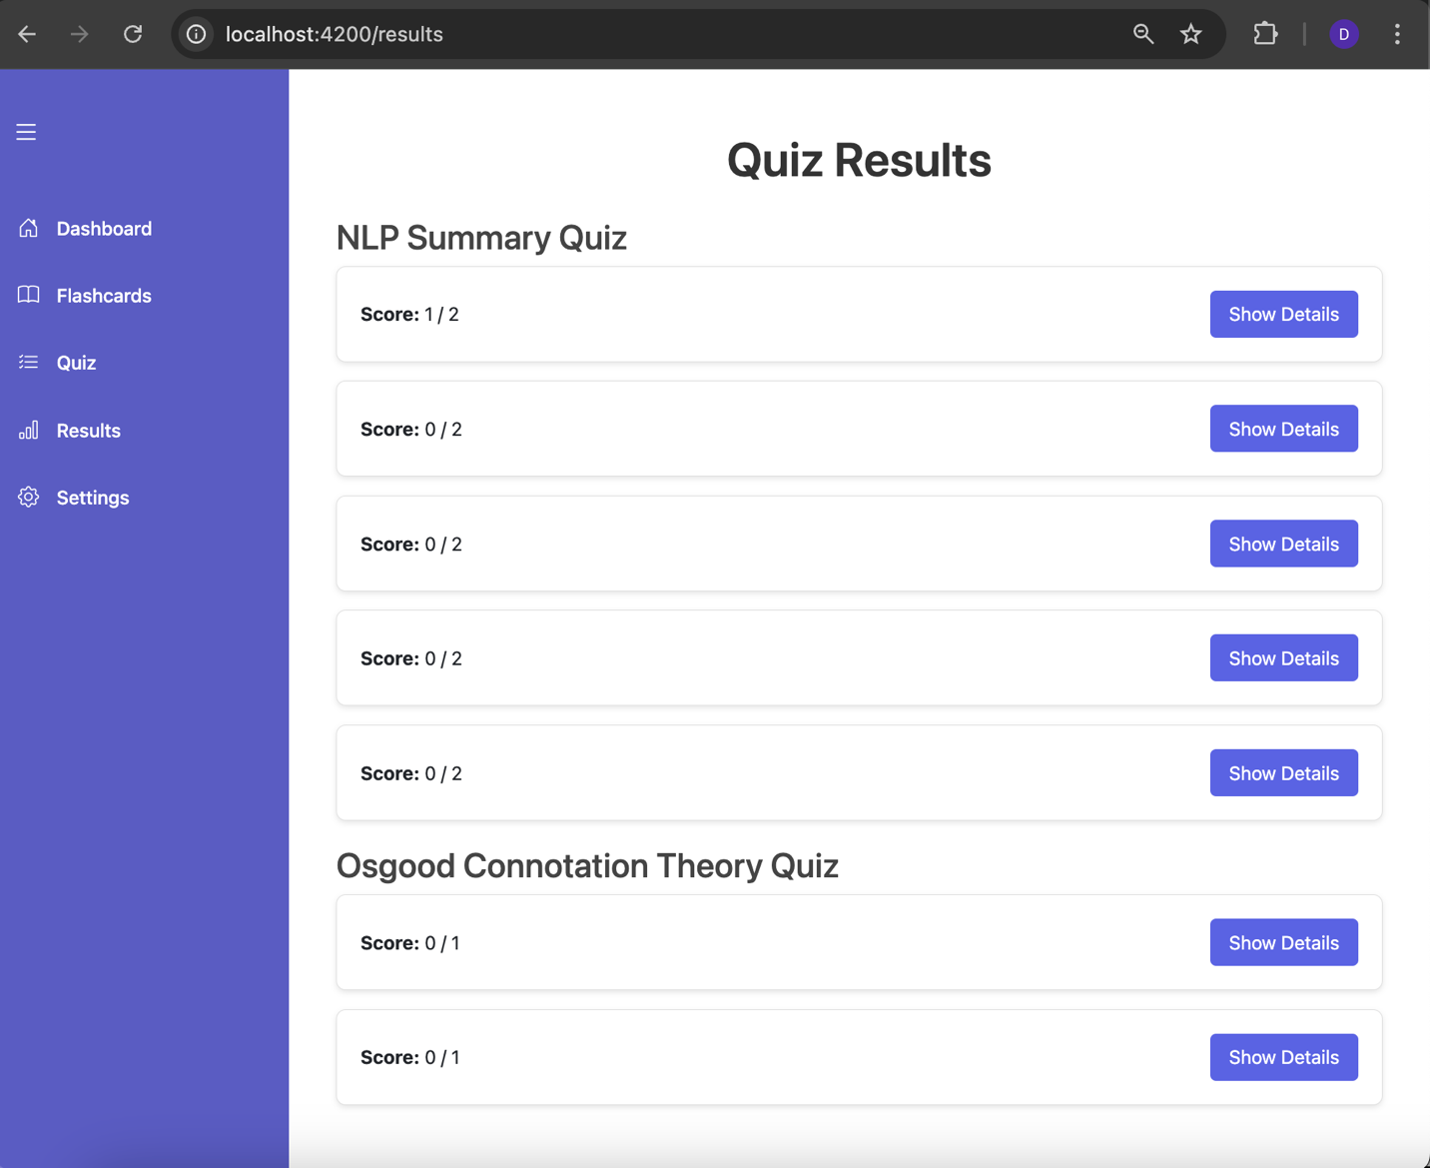 localhost:4200/results
D
Dashboard
Flashcards
Quiz
Results
Settings
Quiz Results
NLP Summary Quiz
Score: 1 / 2
Show Details
Score: 0 / 2
Show Details
Score: 0 / 2
Show Details
Score: 0 / 2
Show Details
Score: 0 / 2
Show Details
Osgood Connotation Theory Quiz
Score: 0 / 1
Show Details
Score: 0 / 1
Show Details